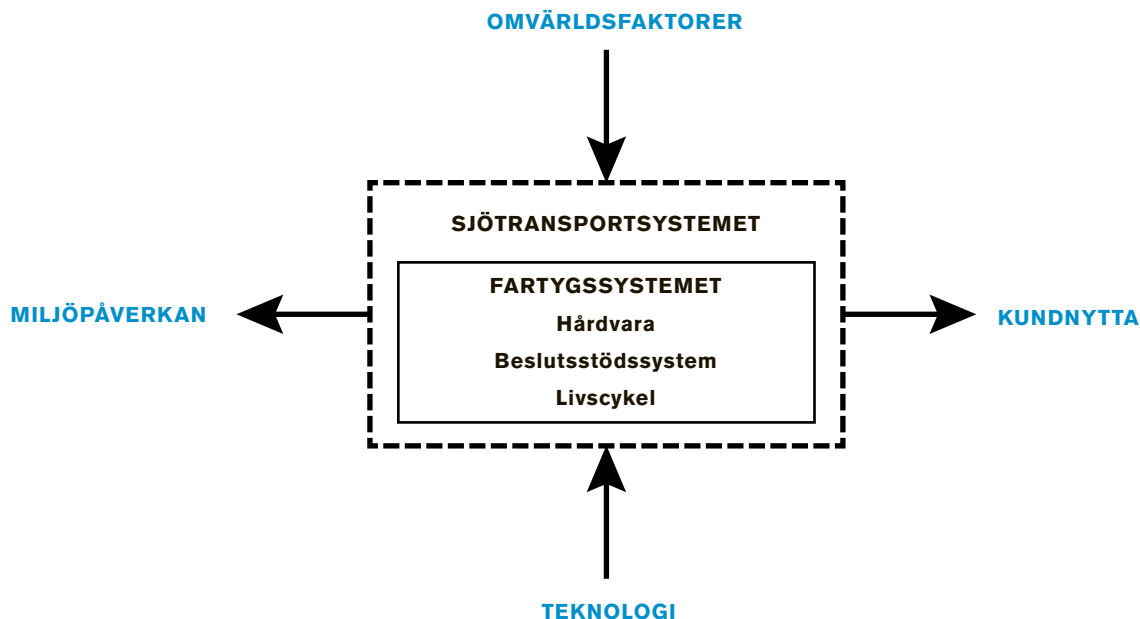 OMVÄRLDSFAKTORER
SJÖTRANSPORTSYSTEMET
FARTYGSSYSTEMET
Hårdvara
Beslutsstödssystem
Livscykel
MILJÖPÅVERKAN
KUNDNYTTA
TEKNOLOGI